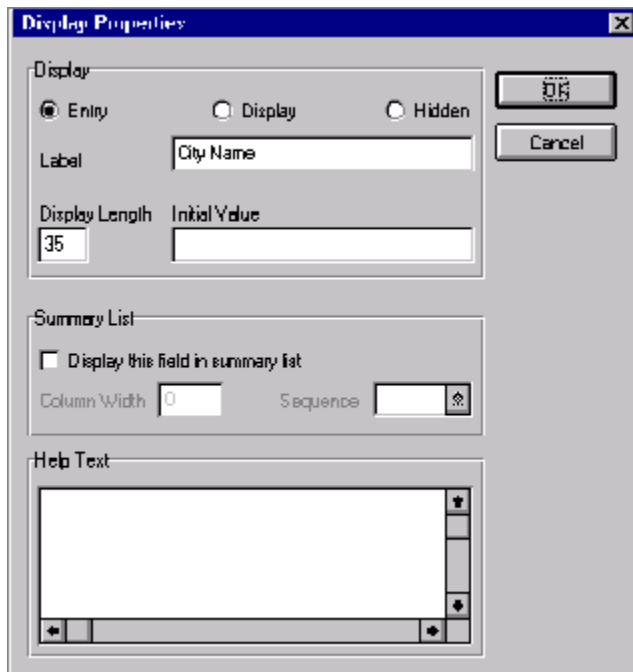 Display Properties
Display
OK
Entry
Display
Hidden
Label
City Name
Cancel
Display Length
Initial Value
35
Summary List
Display this field in summary list
Column Width
0
Sequence
Help Text